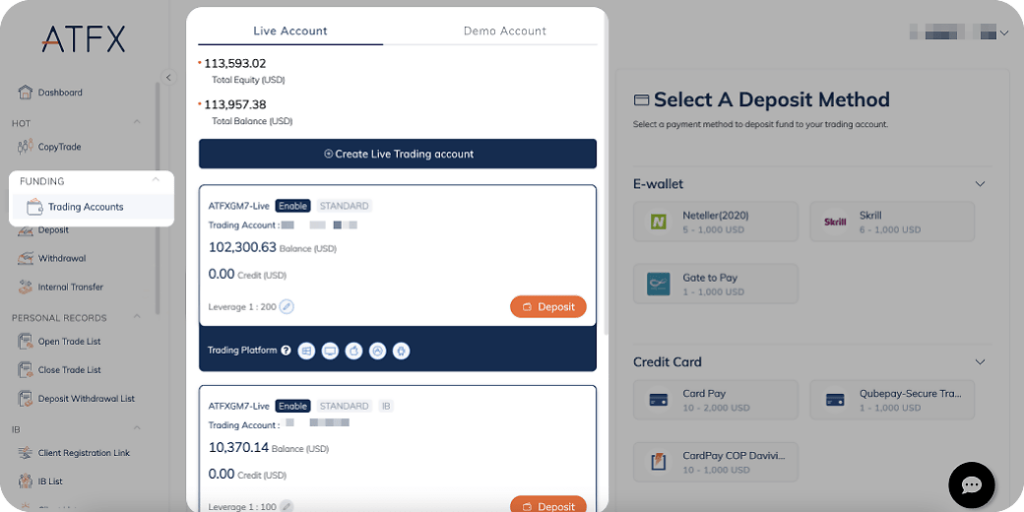 ATFX
Dashboard
HOT
CopyTrade
FUNDING
Trading Accounts
Deposit
Withdrawal
Internal Transfer
PERSONAL RECORDS
Open Trade List
Close Trade List
Deposit Withdrawal List
IB
Client Registration Link
IB List
Live Account
Demo Account
113,593.02
Total Equity (USD)
113,957.38
Total Balance (USD)
Create Live Trading account
ATFXGM7-Live Enable STANDARD
Trading Account :
102,300.63 Balance (USD)
0.00 Credit (USD)
Leverage 1 : 200
Deposit
Trading Platform ?
ATFXGM7-Live Enable STANDARD IB
Trading Account :
10,370.14 Balance (USD)
0.00 Credit (USD)
Leverage 1 : 100
Deposit
Select A Deposit Method
Select a payment method to deposit fund to your trading account.
E-wallet
N
Neteller(2020)
5 - 1,000 USD
Skrill
Skrill
6 - 1,000 USD
Gate to Pay
1 - 1,000 USD
Credit Card
Card Pay
10 - 2,000 USD
Qubepay-Secure Tra...
1 - 1,000 USD
CardPay COP Davivi...
10 - 1,000 USD